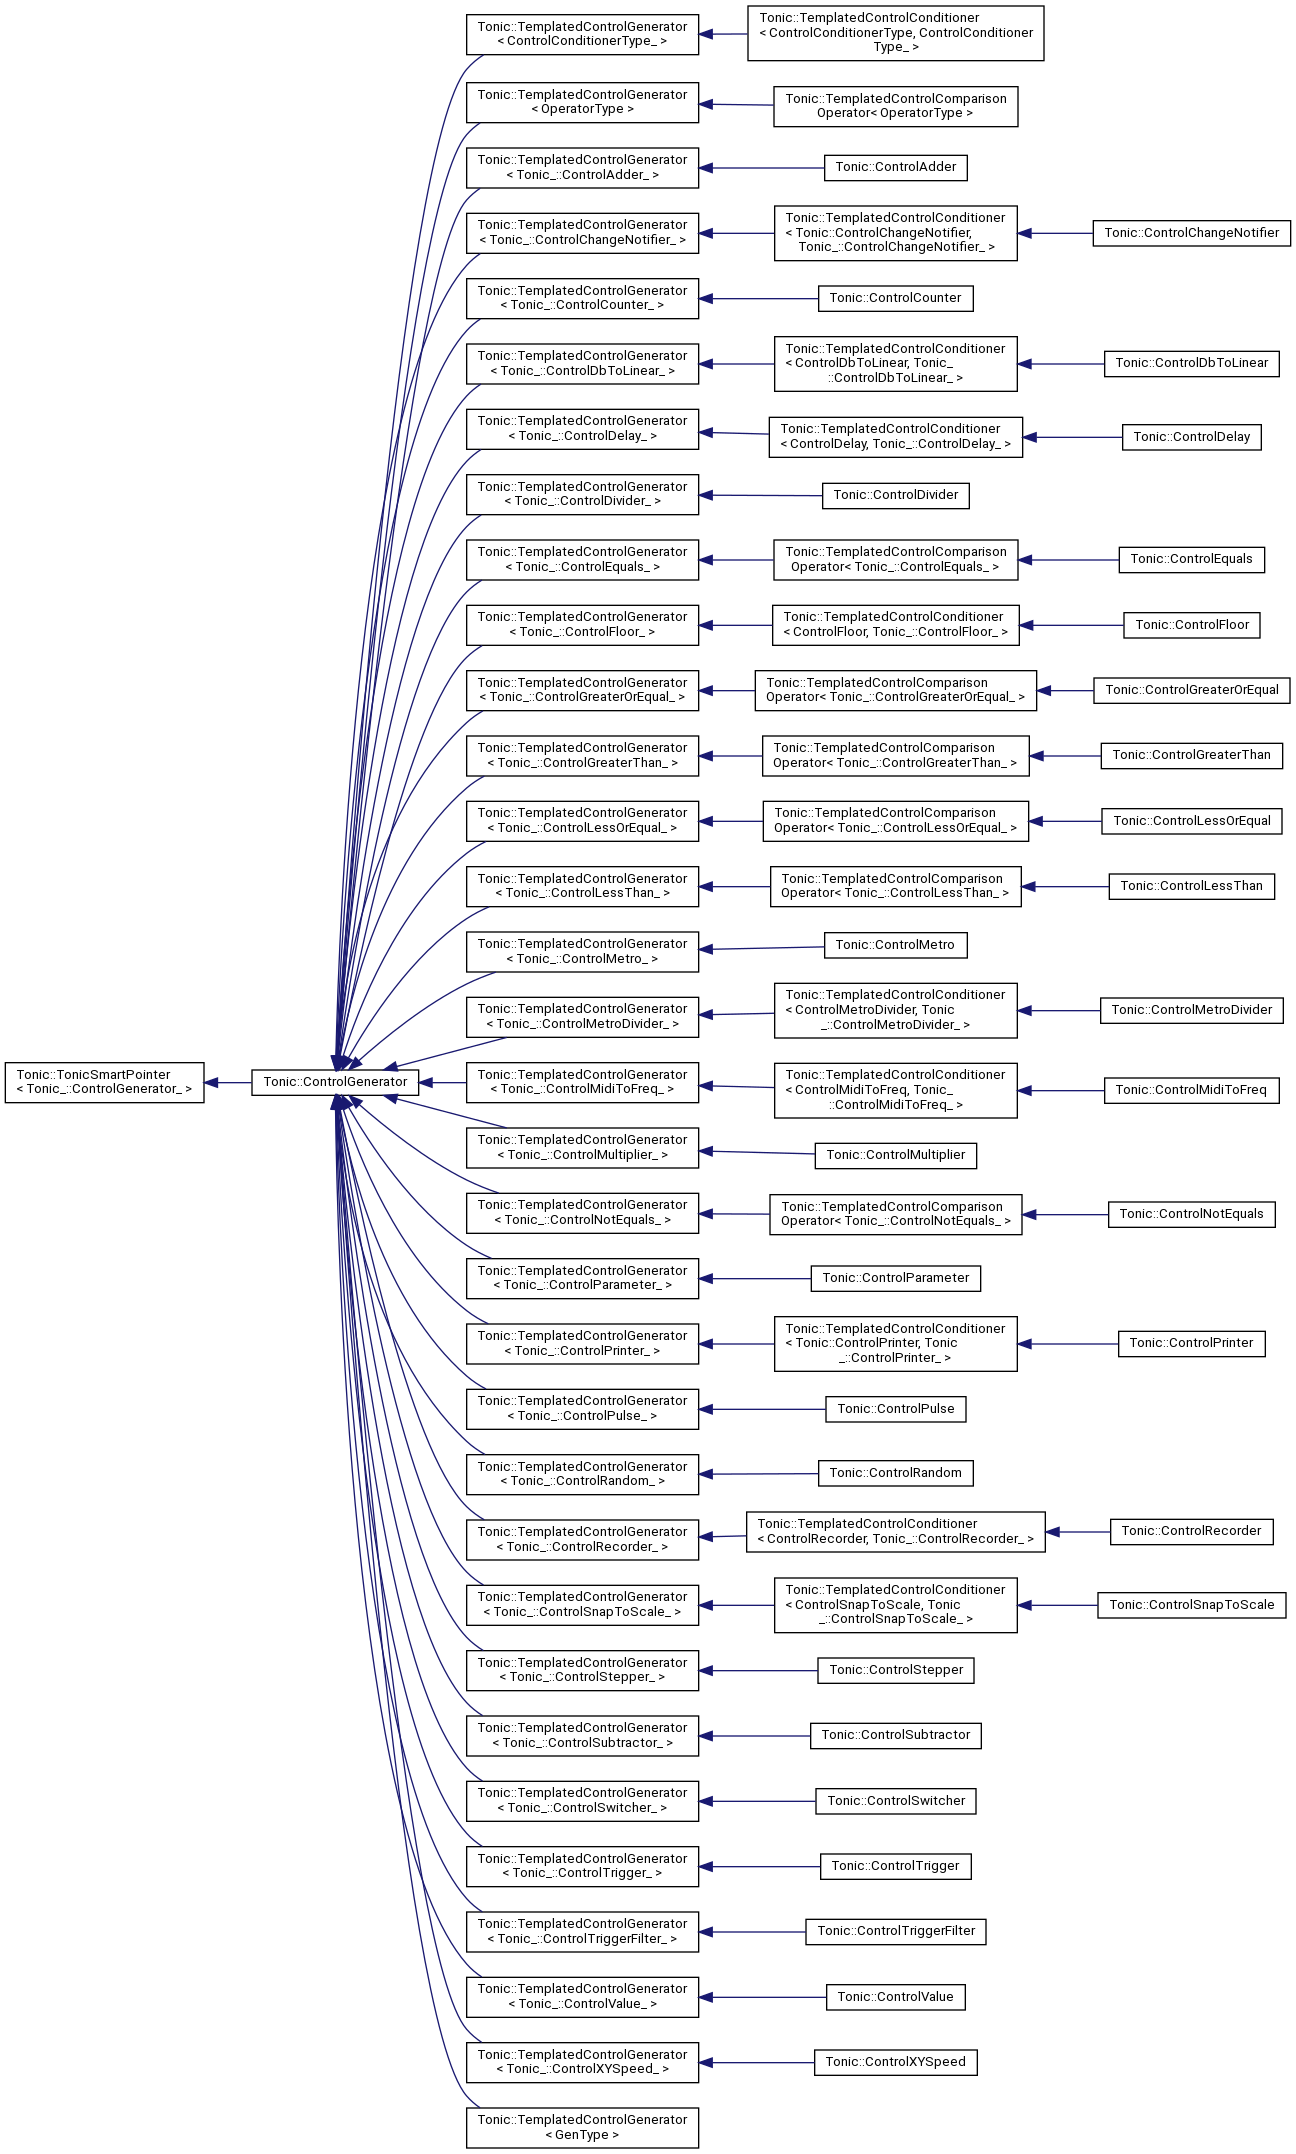 Tonic::TemplatedControlGenerator
< ControlConditionerType_ >
Tonic::TemplatedControlConditioner
< ControlConditionerType, ControlConditioner
Type_ >
Tonic::TemplatedControlGenerator
< OperatorType >
Tonic::TemplatedControlComparison
Operator< OperatorType >
Tonic::TemplatedControlGenerator
< Tonic_::ControlAdder_ >
Tonic::ControlAdder
Tonic::TemplatedControlGenerator
< Tonic_::ControlChangeNotifier_ >
Tonic::TemplatedControlConditioner
< Tonic::ControlChangeNotifier,
Tonic_::ControlChangeNotifier_ >
Tonic::ControlChangeNotifier
Tonic::TemplatedControlGenerator
< Tonic_::ControlCounter_ >
Tonic::ControlCounter
Tonic::TemplatedControlGenerator
< Tonic_::ControlDbToLinear_ >
Tonic::TemplatedControlConditioner
< ControlDbToLinear, Tonic_
::ControlDbToLinear_ >
Tonic::ControlDbToLinear
Tonic::TemplatedControlGenerator
< Tonic_::ControlDelay_ >
Tonic::TemplatedControlConditioner
< ControlDelay, Tonic_::ControlDelay_ >
Tonic::ControlDelay
Tonic::TemplatedControlGenerator
< Tonic_::ControlDivider_ >
Tonic::ControlDivider
Tonic::TemplatedControlGenerator
< Tonic_::ControlEquals_ >
Tonic::TemplatedControlComparison
Operator< Tonic_::ControlEquals_ >
Tonic::ControlEquals
Tonic::TemplatedControlGenerator
< Tonic_::ControlFloor_ >
Tonic::TemplatedControlConditioner
< ControlFloor, Tonic_::ControlFloor_ >
Tonic::ControlFloor
Tonic::TemplatedControlGenerator
< Tonic_::ControlGreaterOrEqual_ >
Tonic::TemplatedControlComparison
Operator< Tonic_::ControlGreaterOrEqual_ >
Tonic::ControlGreaterOrEqual
Tonic::TemplatedControlGenerator
< Tonic_::ControlGreaterThan_ >
Tonic::TemplatedControlComparison
Operator< Tonic_::ControlGreaterThan_ >
Tonic::ControlGreaterThan
Tonic::TemplatedControlGenerator
< Tonic_::ControlLessOrEqual_ >
Tonic::TemplatedControlComparison
Operator< Tonic_::ControlLessOrEqual_ >
Tonic::ControlLessOrEqual
Tonic::TemplatedControlGenerator
< Tonic_::ControlLessThan_ >
Tonic::TemplatedControlComparison
Operator< Tonic_::ControlLessThan_ >
Tonic::ControlLessThan
Tonic::TemplatedControlGenerator
< Tonic_::ControlMetro_ >
Tonic::ControlMetro
Tonic::TemplatedControlGenerator
< Tonic_::ControlMetroDivider_ >
Tonic::TemplatedControlConditioner
< ControlMetroDivider, Tonic
_::ControlMetroDivider_ >
Tonic::ControlMetroDivider
Tonic::TonicSmartPointer
< Tonic_::ControlGenerator_ >
Tonic::ControlGenerator
Tonic::TemplatedControlGenerator
< Tonic_::ControlMidiToFreq_ >
Tonic::TemplatedControlConditioner
< ControlMidiToFreq, Tonic_
::ControlMidiToFreq_ >
Tonic::ControlMidiToFreq
Tonic::TemplatedControlGenerator
< Tonic_::ControlMultiplier_ >
Tonic::ControlMultiplier
Tonic::TemplatedControlGenerator
< Tonic_::ControlNotEquals_ >
Tonic::TemplatedControlComparison
Operator< Tonic_::ControlNotEquals_ >
Tonic::ControlNotEquals
Tonic::TemplatedControlGenerator
< Tonic_::ControlParameter_ >
Tonic::ControlParameter
Tonic::TemplatedControlGenerator
< Tonic_::ControlPrinter_ >
Tonic::TemplatedControlConditioner
< Tonic::ControlPrinter, Tonic
_::ControlPrinter_ >
Tonic::ControlPrinter
Tonic::TemplatedControlGenerator
< Tonic_::ControlPulse_ >
Tonic::ControlPulse
Tonic::TemplatedControlGenerator
< Tonic_::ControlRandom_ >
Tonic::ControlRandom
Tonic::TemplatedControlGenerator
< Tonic_::ControlRecorder_ >
Tonic::TemplatedControlConditioner
< ControlRecorder, Tonic_::ControlRecorder_ >
Tonic::ControlRecorder
Tonic::TemplatedControlGenerator
< Tonic_::ControlSnapToScale_ >
Tonic::TemplatedControlConditioner
< ControlSnapToScale, Tonic
_::ControlSnapToScale_ >
Tonic::ControlSnapToScale
Tonic::TemplatedControlGenerator
< Tonic_::ControlStepper_ >
Tonic::ControlStepper
Tonic::TemplatedControlGenerator
< Tonic_::ControlSubtractor_ >
Tonic::ControlSubtractor
Tonic::TemplatedControlGenerator
< Tonic_::ControlSwitcher_ >
Tonic::ControlSwitcher
Tonic::TemplatedControlGenerator
< Tonic_::ControlTrigger_ >
Tonic::ControlTrigger
Tonic::TemplatedControlGenerator
< Tonic_::ControlTriggerFilter_ >
Tonic::ControlTriggerFilter
Tonic::TemplatedControlGenerator
< Tonic_::ControlValue_ >
Tonic::ControlValue
Tonic::TemplatedControlGenerator
< Tonic_::ControlXYSpeed_ >
Tonic::ControlXYSpeed
Tonic::TemplatedControlGenerator
< GenType >